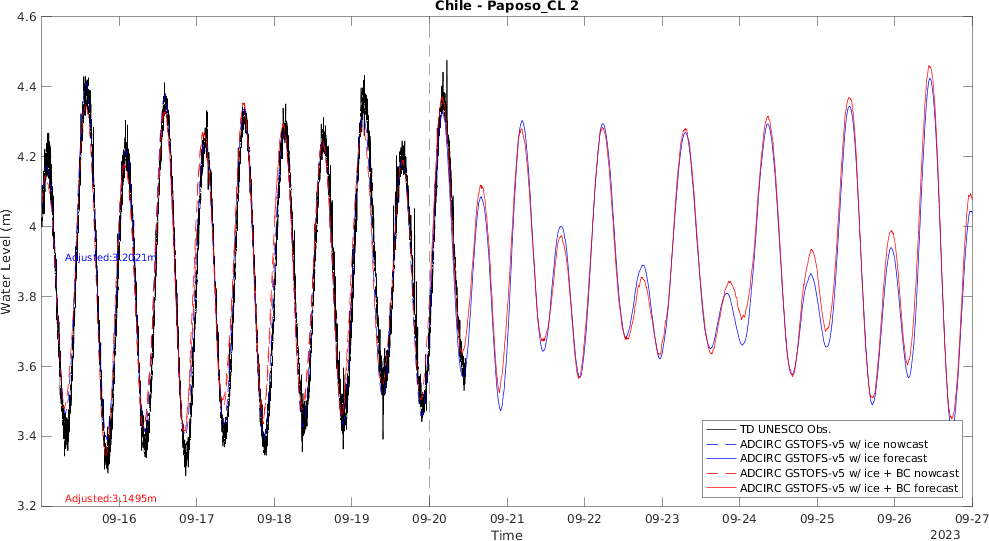 Chile - Paposo_CL 2
4.6
4.4
4.2
4
3.8
3.6
3.4
3.2
Water Level (m)
Adjusted:3.2021m
Adjusted:3.1495m
TD UNESCO Obs.
ADCIRC GSTOFS-v5 w/ ice nowcast
ADCIRC GSTOFS-v5 w/ ice forecast
ADCIRC GSTOFS-v5 w/ ice + BC nowcast
ADCIRC GSTOFS-v5 w/ ice + BC forecast
09-16 09-17 09-18 09-19 09-20 09-21 09-22 09-23 09-24 09-25 09-26 09-27
Time
2023